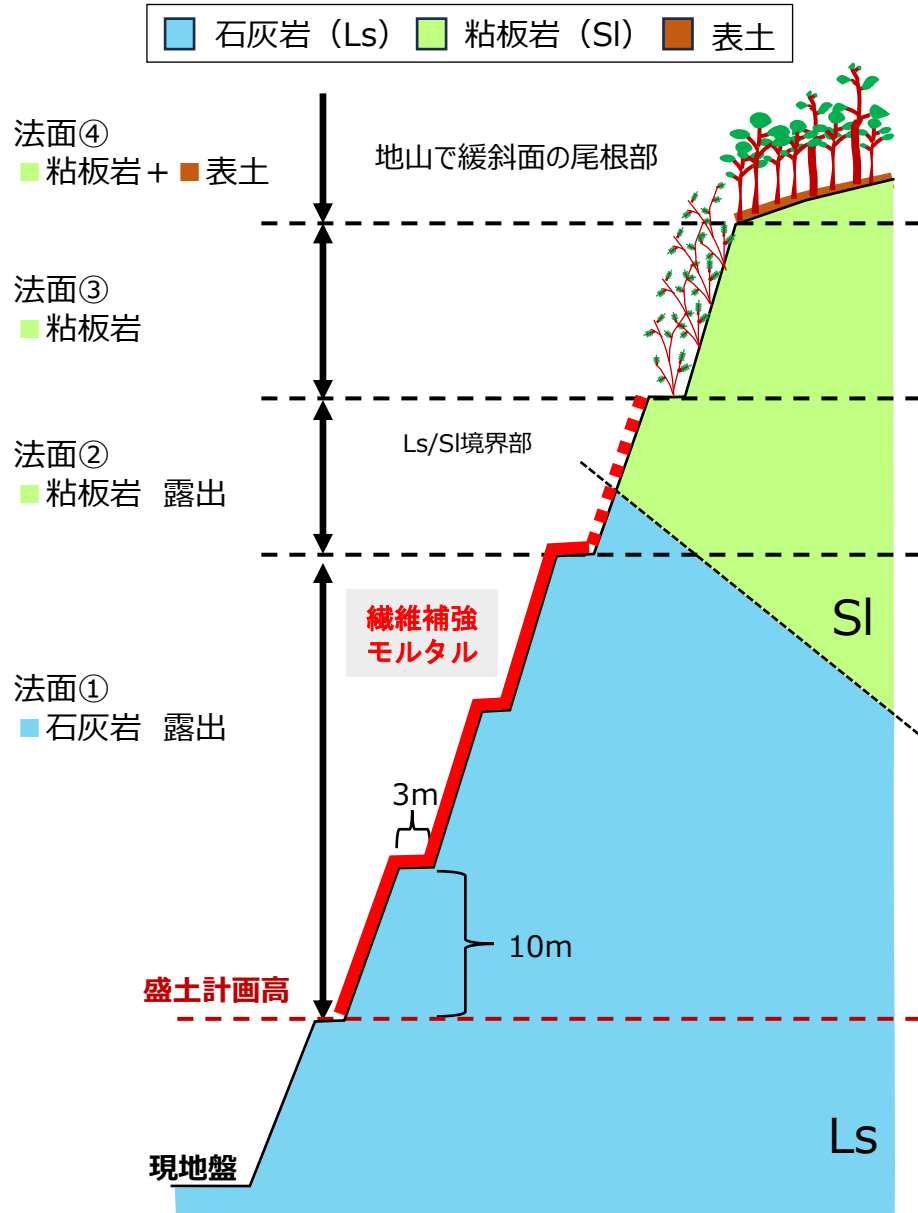 石灰岩（Ls） 粘板岩（Sl） 表土
法面④
粘板岩+ 表土
地山で緩斜面の尾根部
法面③
粘板岩
法面②
粘板岩 露出
Ls/Sl境界部
Sl
繊維補強
モルタル
法面①
石灰岩 露出
3m
10m
盛土計画高
Ls
現地盤